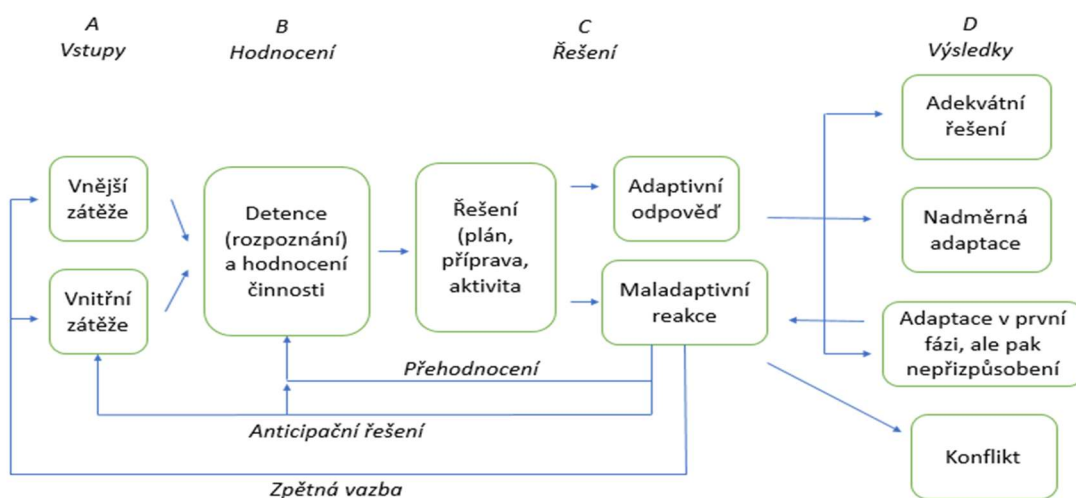 A
Vstupy
B
Hodnocení
C
Řešení
D
Výsledky
Vnější
zátěže
Vnitřní
zátěže
Detence
(rozpoznání)
a hodnocení
činnosti
Řešení
(plán,
příprava,
aktivita
Adaptivní
odpověď
Maladaptivní
reakce
Adekvátní
řešení
Nadměrná
adaptace
Adaptace v první
fázi, ale pak
nepřizpůsobení
Konflikt
Přehodnocení
Anticipační řešení
Zpětná vazba